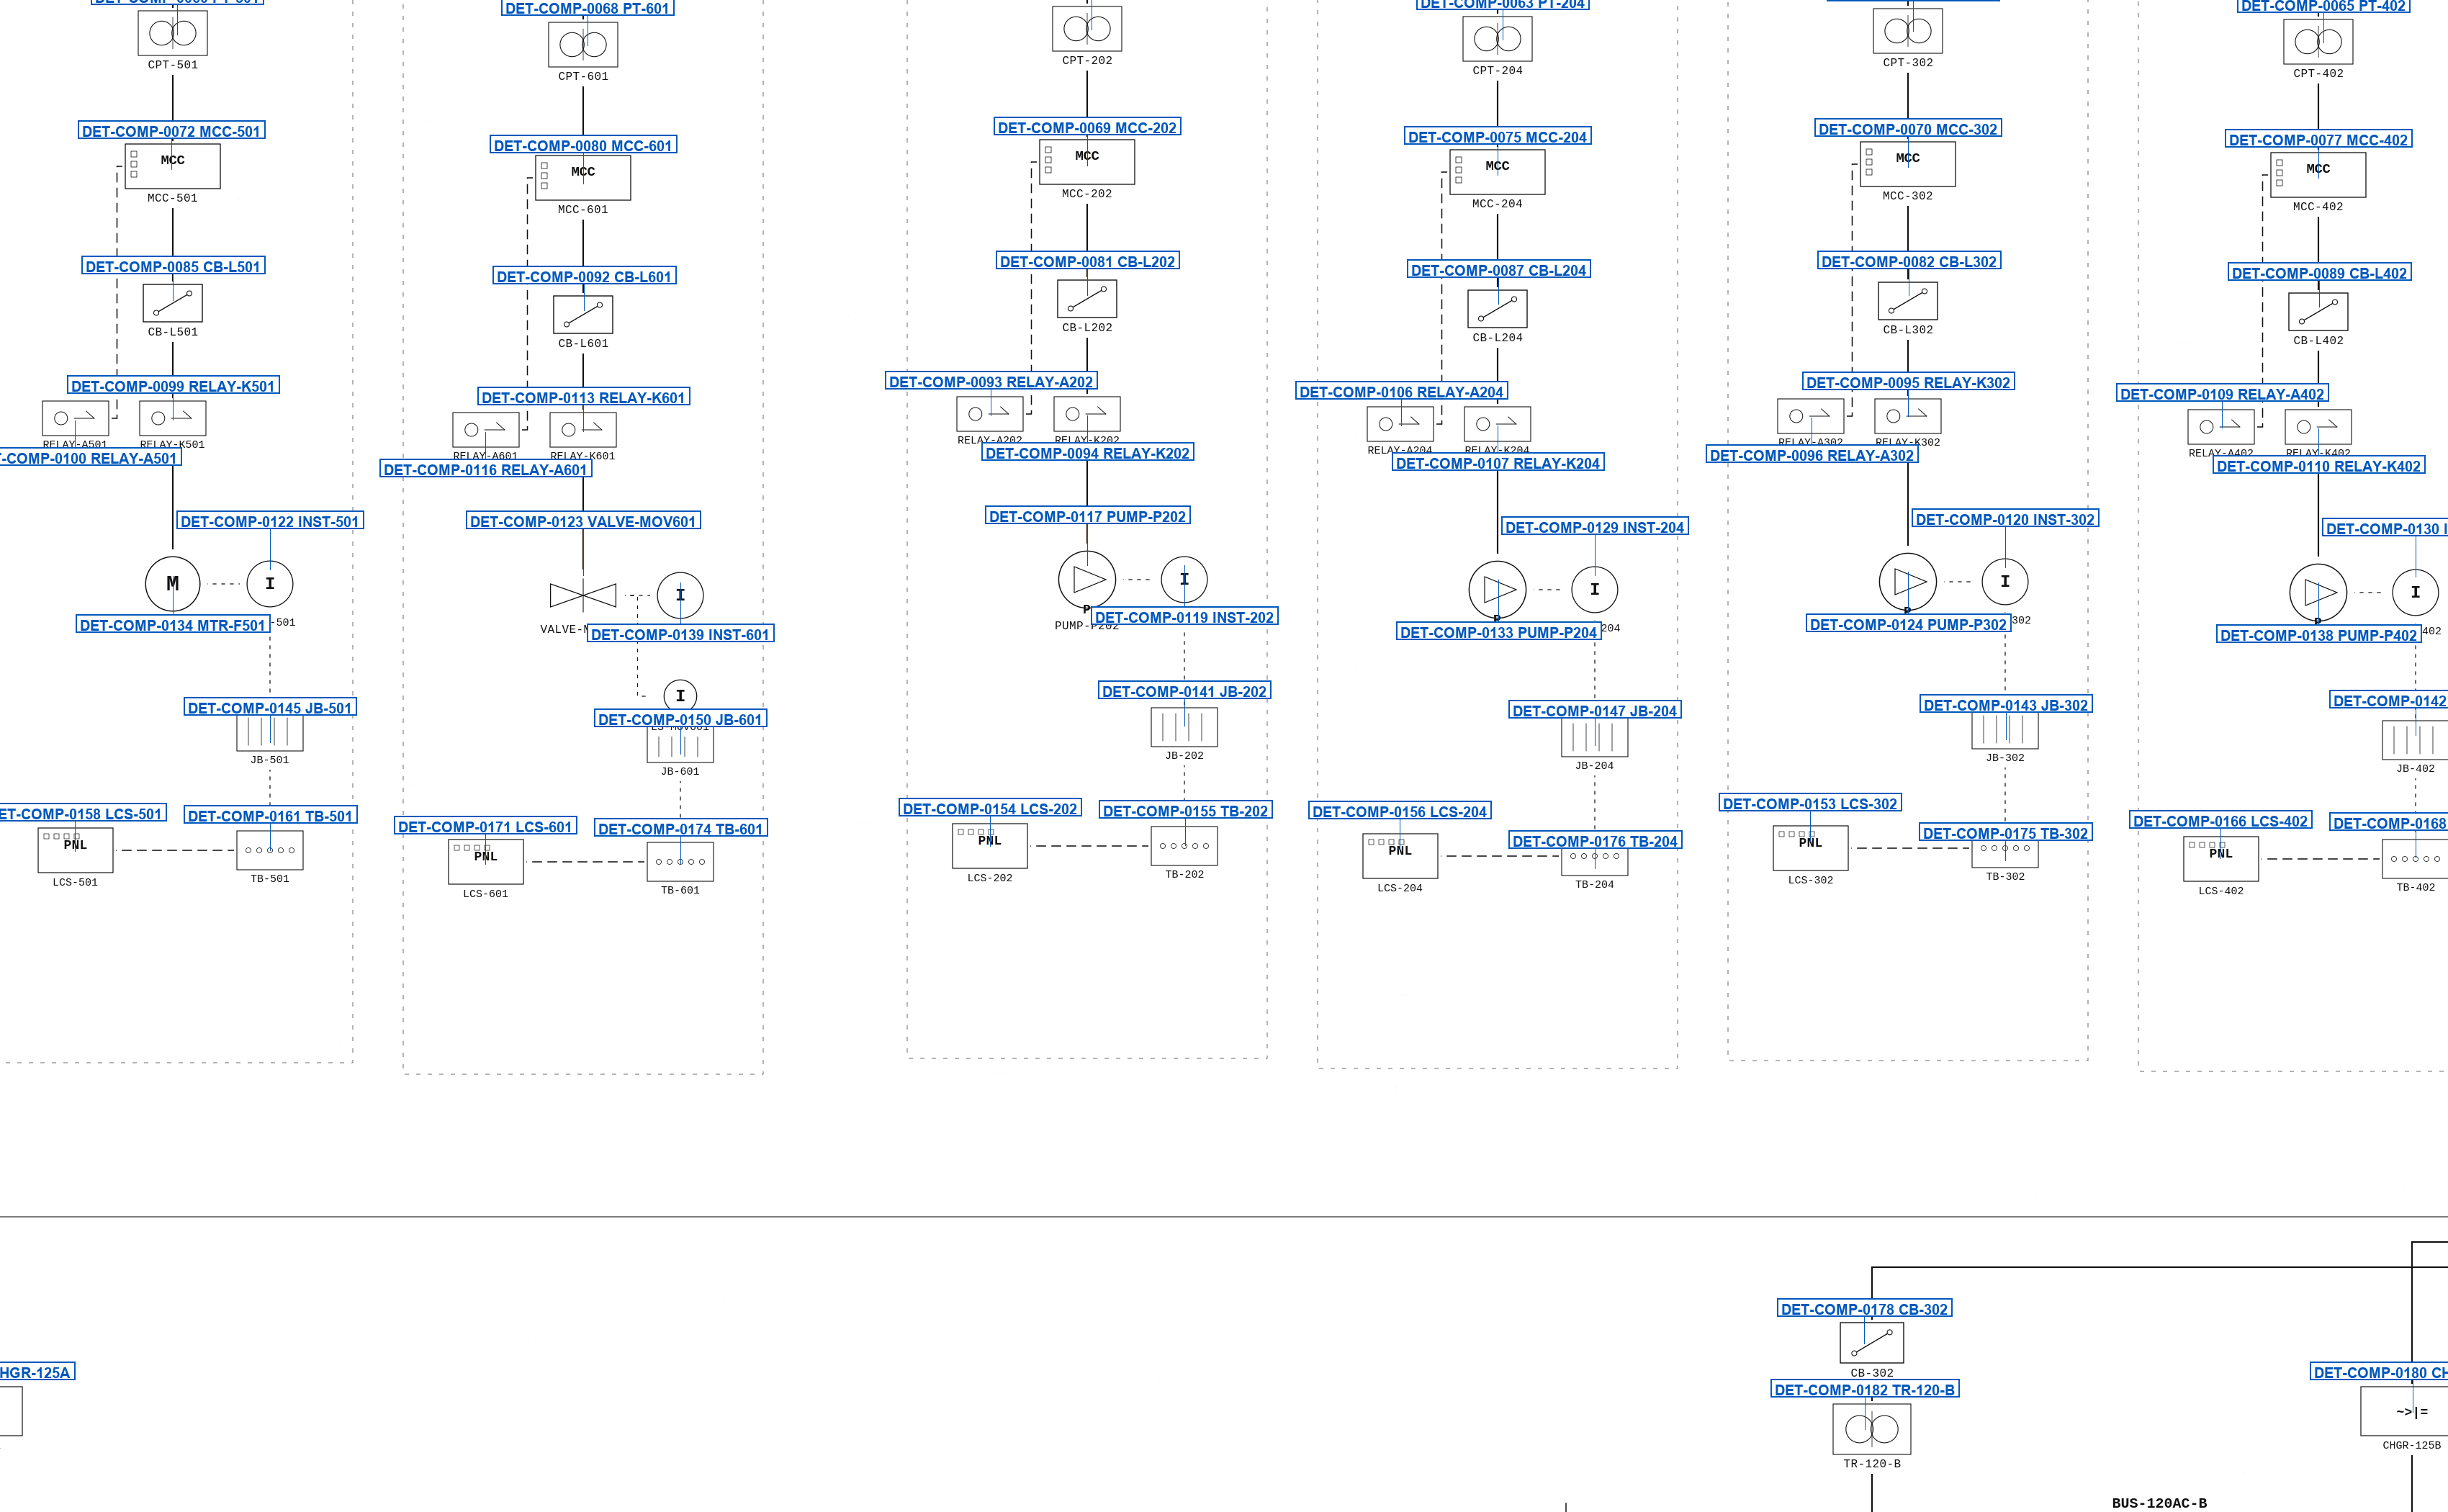 DET-COMP-0068 PT-601
DET-COMP-0063 PT-204
DET-COMP-0065 PT-402
CPT-501
CPT-601
CPT-202
CPT-204
CPT-302
CPT-402
DET-COMP-0072 MCC-501
DET-COMP-0080 MCC-601
DET-COMP-0069 MCC-202
DET-COMP-0075 MCC-204
DET-COMP-0070 MCC-302
DET-COMP-0077 MCC-402
MCC
MCC
MCC
MCC
MCC
MCC
MCC-501
MCC-601
MCC-202
MCC-204
MCC-302
MCC-402
DET-COMP-0085 CB-L501
DET-COMP-0092 CB-L601
DET-COMP-0081 CB-L202
DET-COMP-0087 CB-L204
DET-COMP-0082 CB-L302
DET-COMP-0089 CB-L402
CB-L501
CB-L601
CB-L202
CB-L204
CB-L302
CB-L402
DET-COMP-0099 RELAY-K501
DET-COMP-0113 RELAY-K601
DET-COMP-0093 RELAY-A202
DET-COMP-0106 RELAY-A204
DET-COMP-0095 RELAY-K302
DET-COMP-0109 RELAY-A402
RELAY-A501 RELAY-K501
RELAY-A601 RELAY-K601
RELAY-A202 RELAY-K202
RELAY-A204 RELAY-K204
RELAY-A302 RELAY-K302
RELAY-A402 RELAY-K402
T-COMP-0100 RELAY-A501
DET-COMP-0116 RELAY-A601
DET-COMP-0094 RELAY-K202
DET-COMP-0107 RELAY-K204
DET-COMP-0096 RELAY-A302
DET-COMP-0110 RELAY-K402
DET-COMP-0122 INST-501
DET-COMP-0123 VALVE-MOV601
DET-COMP-0117 PUMP-P202
DET-COMP-0129 INST-204
DET-COMP-0120 INST-302
DET-COMP-0130 I
M I
I
I
I
I
I
P
P
P
P
DET-COMP-0134 MTR-F501 -501
VALVE-M
DET-COMP-0139 INST-601
PUMP-P202
DET-COMP-0119 INST-202
DET-COMP-0133 PUMP-P204 204
DET-COMP-0124 PUMP-P302 302
DET-COMP-0138 PUMP-P402 402
I
DET-COMP-0145 JB-501
DET-COMP-0150 JB-601
LS-MOV601
DET-COMP-0141 JB-202
DET-COMP-0147 JB-204
DET-COMP-0143 JB-302
DET-COMP-0142
JB-501
JB-601
JB-202
JB-204
JB-302
JB-402
ET-COMP-0158 LCS-501
DET-COMP-0161 TB-501
DET-COMP-0171 LCS-601
DET-COMP-0174 TB-601
DET-COMP-0154 LCS-202
DET-COMP-0155 TB-202
DET-COMP-0156 LCS-204
DET-COMP-0176 TB-204
DET-COMP-0153 LCS-302
DET-COMP-0175 TB-302
DET-COMP-0166 LCS-402
DET-COMP-0168
PNL
PNL
PNL
PNL
PNL
PNL
LCS-501 TB-501
LCS-601 TB-601
LCS-202 TB-202
LCS-204 TB-204
LCS-302 TB-302
LCS-402 TB-402
DET-COMP-0178 CB-302
CB-302
HGR-125A
DET-COMP-0182 TR-120-B
TR-120-B
DET-COMP-0180 CH
~>|=
CHGR-125B
BUS-120AC-B